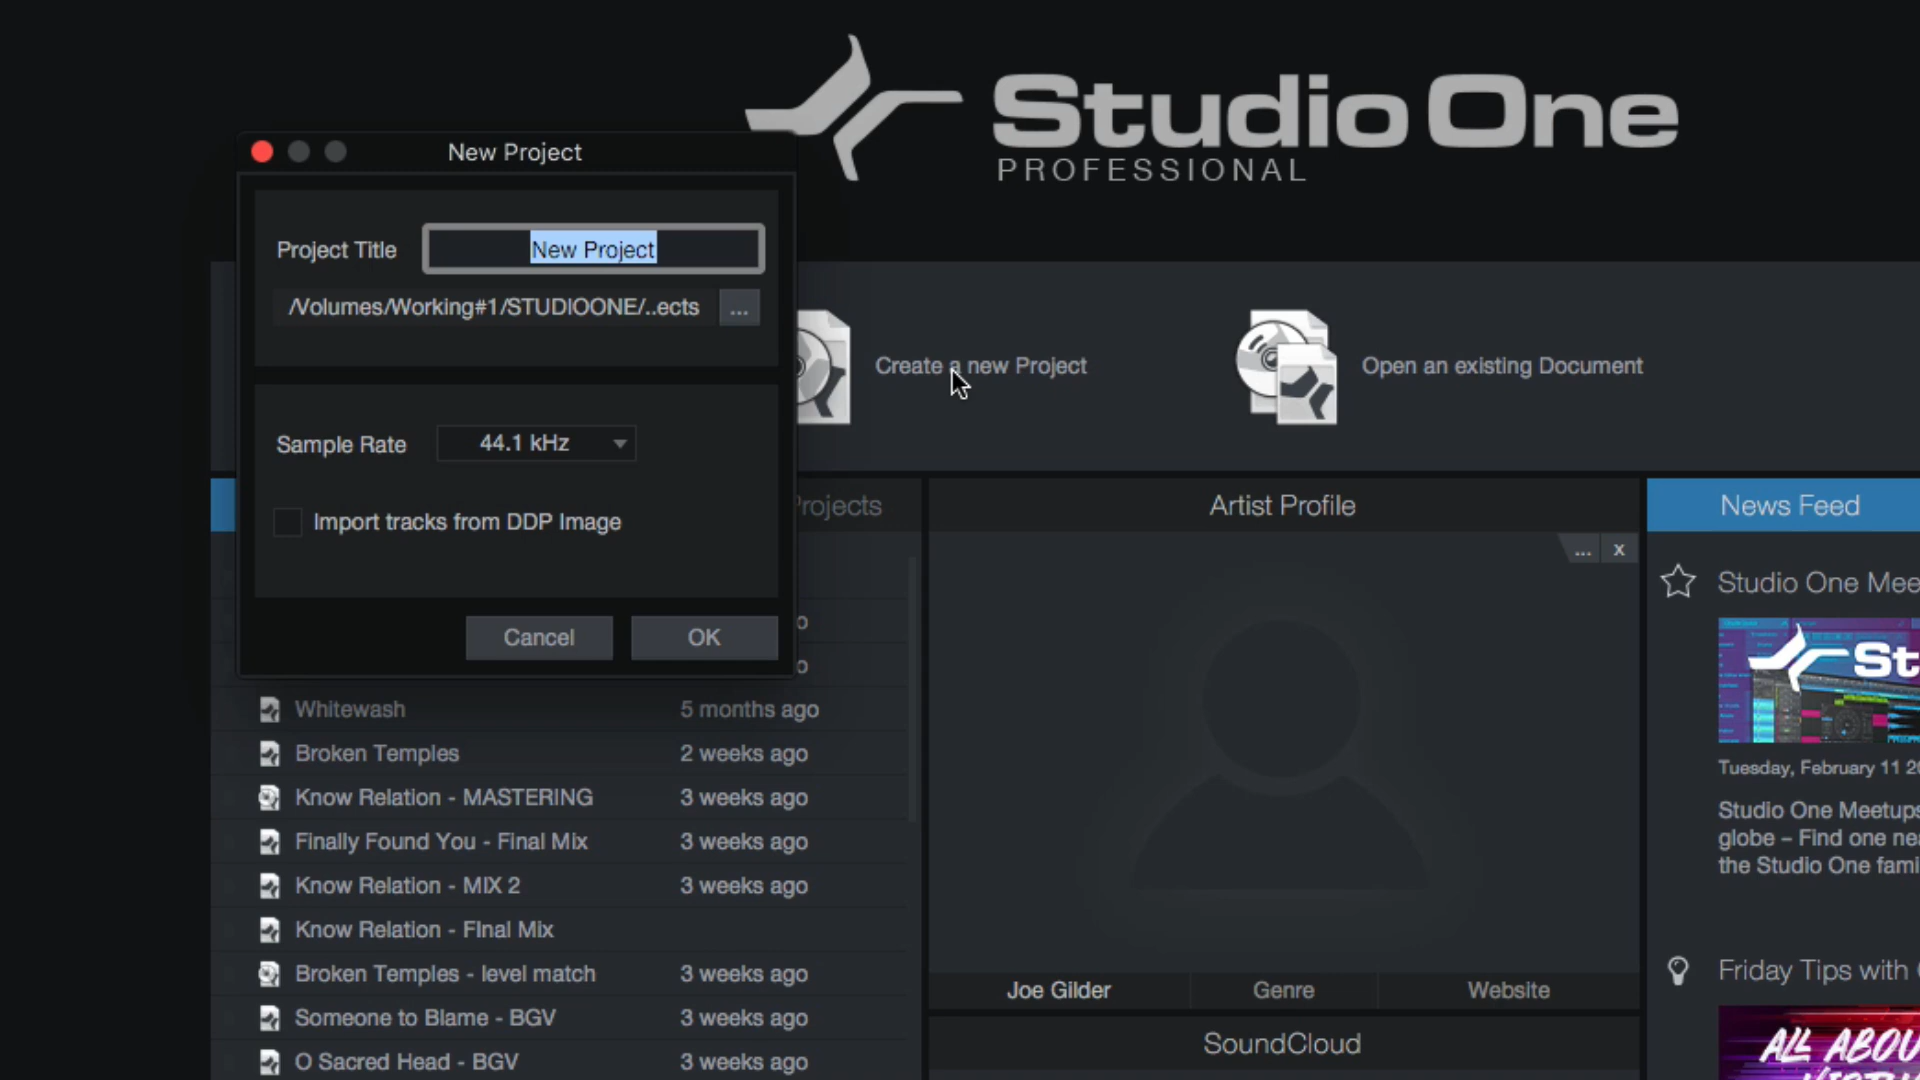 Studio One
PROFESSIONAL
New Project
Project Title
New Project
/Volumes/Working#1/STUDIOONE/..ects
...
Sample Rate
44.1 kHz
Import tracks from DDP Image
Cancel
OK
Create a new Project
Open an existing Document
Projects
Whitewash 5 months ago
Broken Temples 2 weeks ago
Know Relation - MASTERING 3 weeks ago
Finally Found You - Final Mix 3 weeks ago
Know Relation - MIX 2 3 weeks ago
Know Relation - FInal Mix
Broken Temples - level match 3 weeks ago
Someone to Blame - BGV 3 weeks ago
O Sacred Head - BGV 3 weeks ago
Artist Profile
... x
Joe Gilder
Genre
Website
SoundCloud
News Feed
Studio One Mee
St
Tuesday, February 11 2
Studio One Meetups
globe – Find one ne
the Studio One fami
Friday Tips with
ALL ABOU